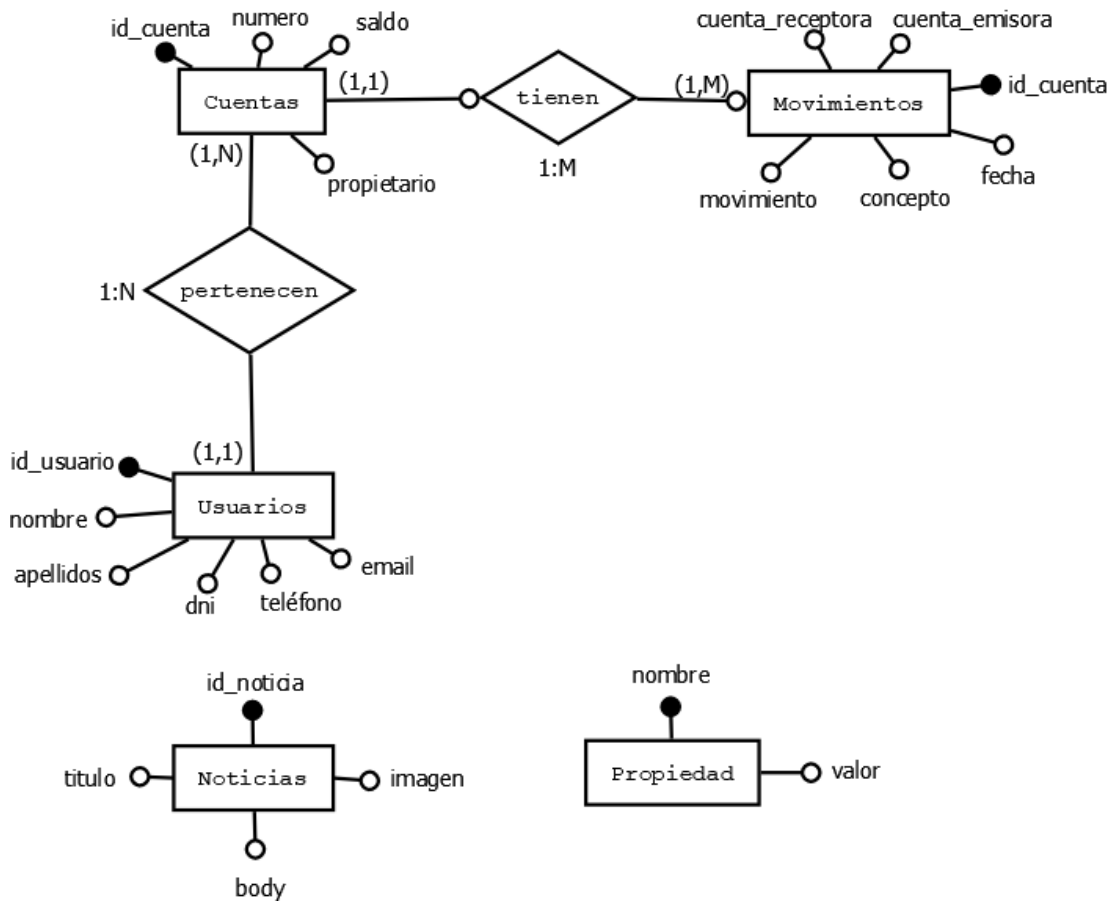 id_cuenta
numero
saldo
Cuentas
(1,1)
(1,N)
propietario
tienen
1:M
(1,M)
cuenta_receptora
cuenta_emisora
Movimientos
id_cuenta
fecha
concepto
movimiento
1:N
pertenecen
(1,1)
id_usuario
Usuarios
nombre
apellidos
dni
teléfono
email
id_noticia
titulo
Noticias
imagen
body
nombre
Propiedad
valor